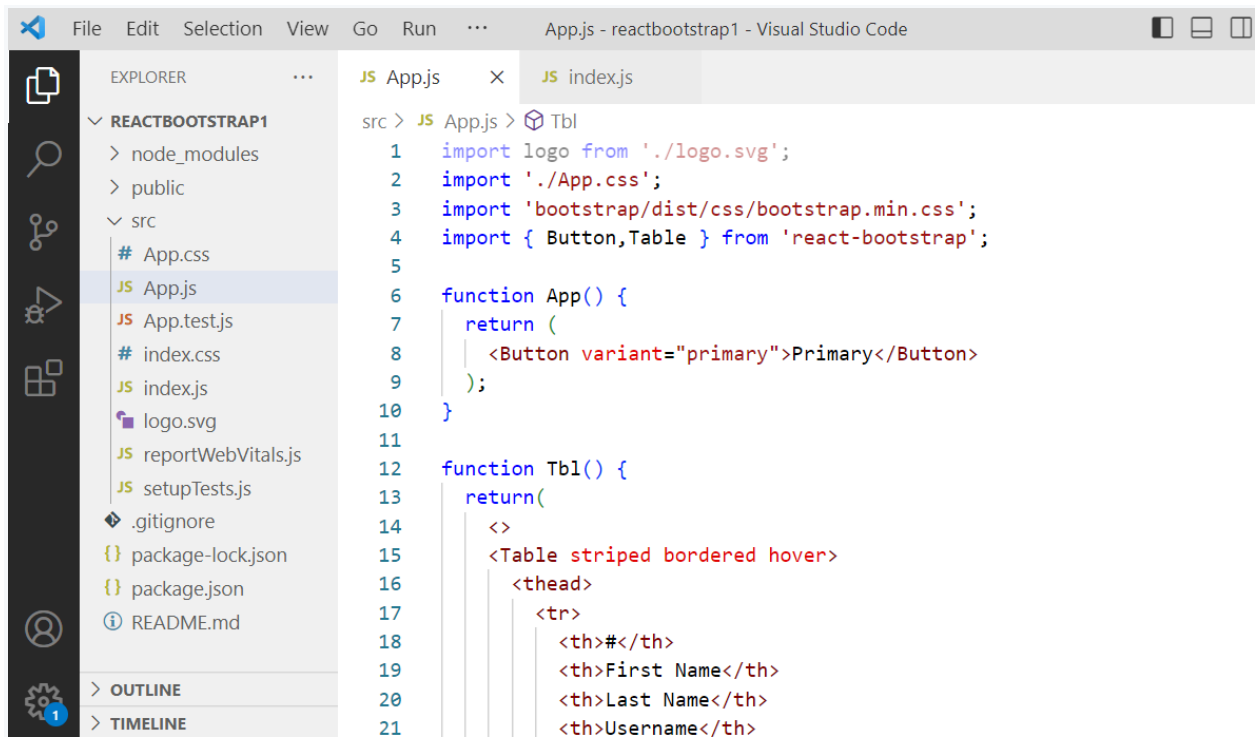 File Edit Selection View Go Run ··· App.js - reactbootstrap1 - Visual Studio Code
EXPLORER ···
REACTBOOTSTRAP1
> node_modules
> public
src
# App.css
JS App.js
JS App.test.js
# index.css
JS index.js
logo.svg
JS reportWebVitals.js
JS setupTests.js
.gitignore
{} package-lock.json
{} package.json
README.md
> OUTLINE
> TIMELINE
1
JS App.js × JS index.js
src > JS App.js > Tbl
1 import logo from './logo.svg';
2 import './App.css';
3 import 'bootstrap/dist/css/bootstrap.min.css';
4 import { Button,Table } from 'react-bootstrap';
5
6 function App() {
7 return (
8 <Button variant="primary">Primary</Button>
9 );
10 }
11
12 function Tbl() {
13 return(
14 <>
15 <Table striped bordered hover>
16 <thead>
17 <tr>
18 <th>#</th>
19 <th>First Name</th>
20 <th>Last Name</th>
21 <th>Username</th>